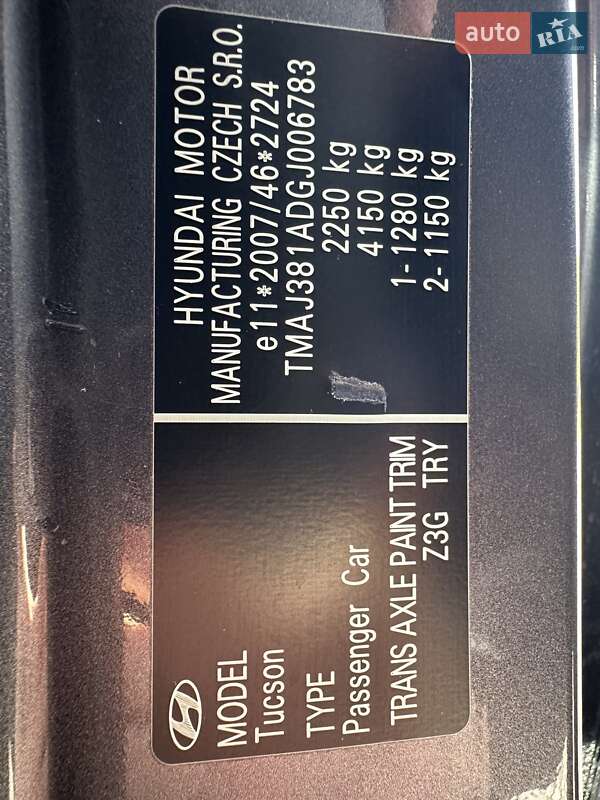 auto RIA.com
HYUNDAI MOTOR
MANUFACTURING CZECH S.R.O.
e11*2007/46*2724
TMAJ381ADGJ006783
2250 kg
4150 kg
1- 1280 kg
2- 1150 kg
MODEL
Tucson
TYPE
Passenger Car
TRANS AXLE PAINT TRIM
Z3G TRY